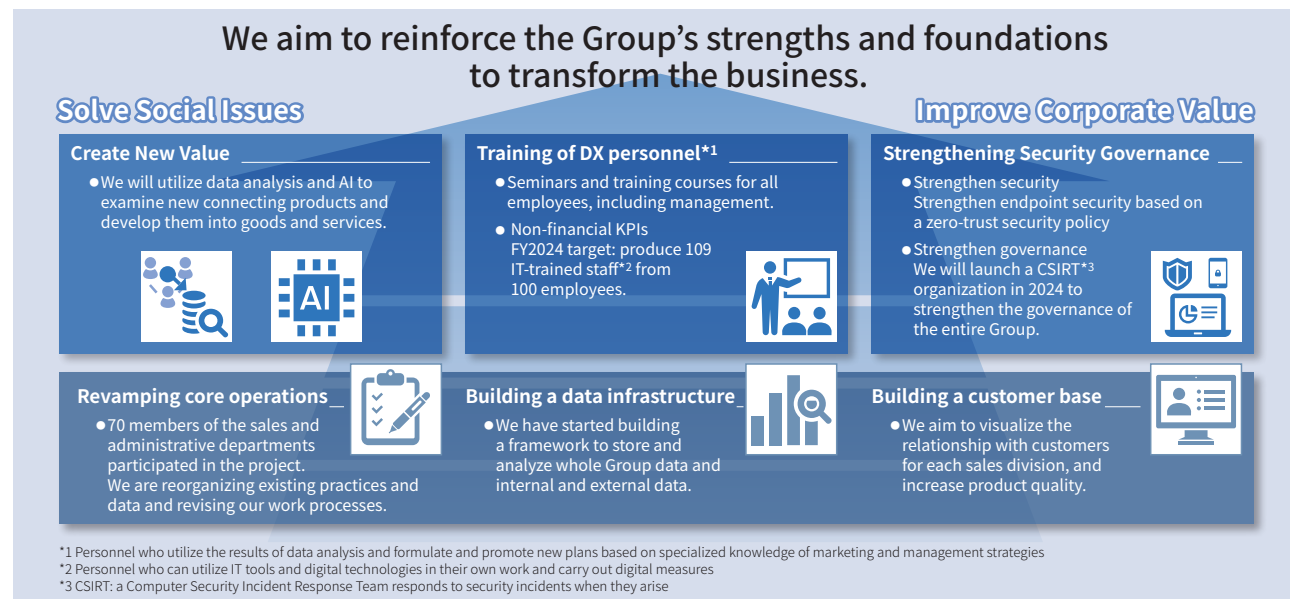 We aim to reinforce the Group's strengths and foundations
to transform the business.
Solve Social Issues
Improve Corporate Value
Create New Value
●We will utilize data analysis and AI to
examine new connecting products and
develop them into goods and services.
AI
Training of DX personnel*1
●Seminars and training courses for all
employees, including management.
● Non-financial KPIs
FY2024 target: produce 109
IT-trained staff*2 from
100 employees.
Strengthening Security Governance
●Strengthen security
Strengthen endpoint security based on
a zero-trust security policy
●Strengthen governance
We will launch a CSIRT*3
organization in 2024 to
strengthen the governance of
the entire Group.
Revamping core operations
●70 members of the sales and
administrative departments
participated in the project.
We are reorganizing existing practices and
data and revising our work processes.
Building a data infrastructure
●We have started building
a framework to store and
analyze whole Group data and
internal and external data.
Building a customer base
●We aim to visualize the
relationship with customers
for each sales division, and
increase product quality.
*1 Personnel who utilize the results of data analysis and formulate and promote new plans based on specialized knowledge of marketing and management strategies
*2 Personnel who can utilize IT tools and digital technologies in their own work and carry out digital measures
*3 CSIRT: a Computer Security Incident Response Team responds to security incidents when they arise